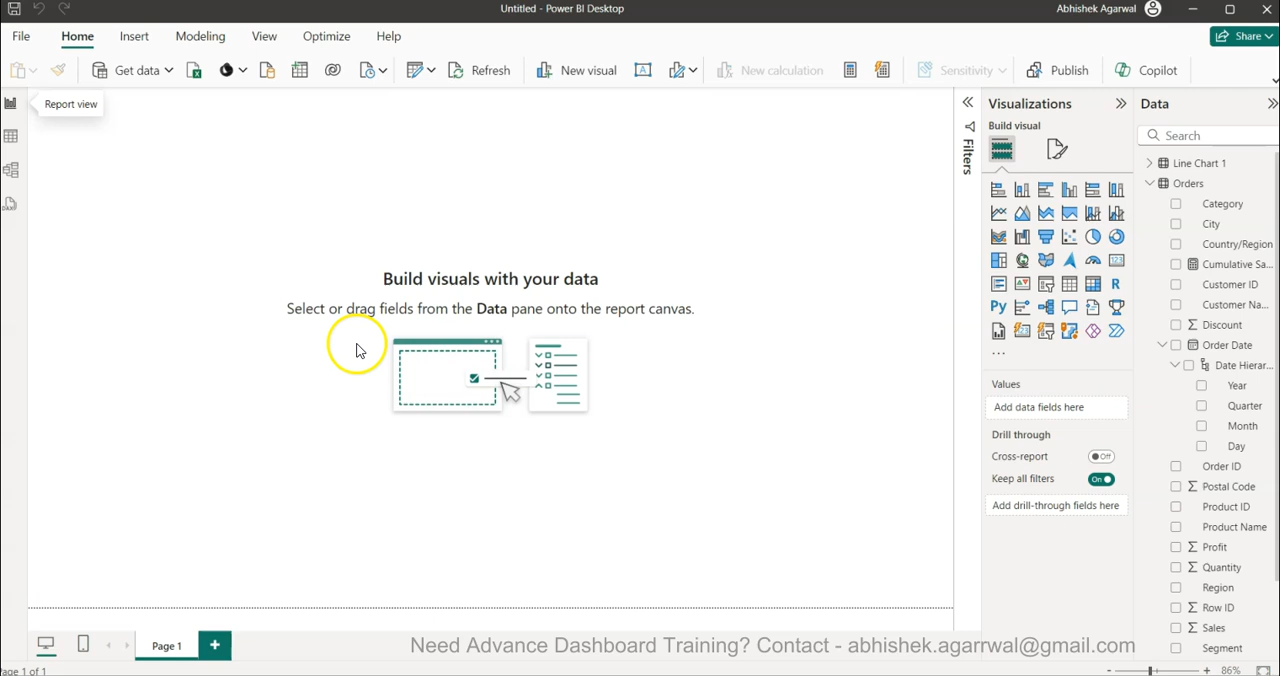 Untitled - Power BI Desktop
Abhishek Agarwal
File Home Insert Modeling View Optimize Help
Share
Get data
Refresh
New visual
New calculation
Sensitivity
Publish
Copilot
Report view
Build visuals with your data
Select or drag fields from the Data pane onto the report canvas.
Filters
Visualizations
Build visual
R
Py
123
Values
Add data fields here
Drill through
Cross-report
Off
Keep all filters
On
Add drill-through fields here
Data
Search
Line Chart 1
Orders
Category
City
Country/Region
Cumulative Sa...
Customer ID
Customer Na...
Discount
Order Date
Date Hierar...
Year
Quarter
Month
Day
Order ID
Postal Code
Product ID
Product Name
Profit
Quantity
Region
Row ID
Sales
Segment
Page 1
Need Advance Dashboard Training? Contact - abhishek.agarrwal@gmail.com
age 1 of 1
- + 86%